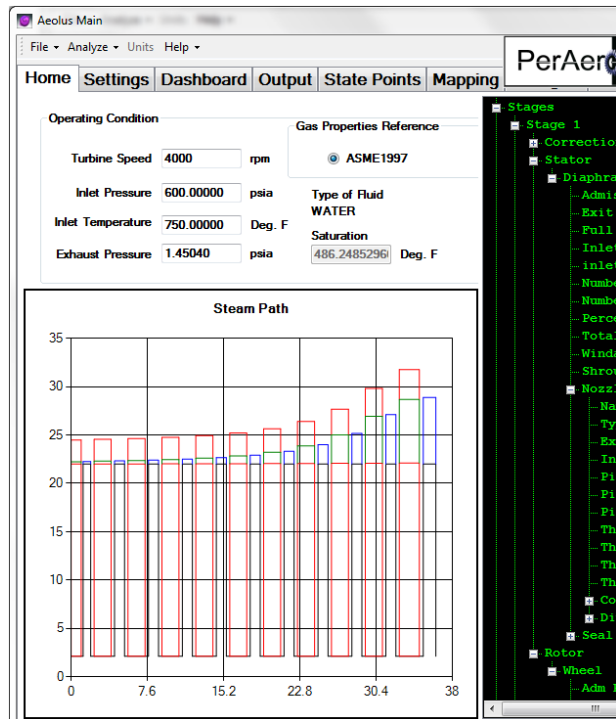 Aeolus Main
File Analyze Units Help
PerAero
Home Settings Dashboard Output State Points Mapping
Operating Condition
Gas Properties Reference
Turbine Speed 4000 rpm
ASME1997
Inlet Pressure 600.00000 psia
Type of Fluid
WATER
Inlet Temperature 750.00000 Deg. F
Saturation
Exhaust Pressure 1.45040 psia
486.2485296 Deg. F
Steam Path
35
30
25
20
15
10
5
0
0 7.6 15.2 22.8 30.4 38
Stages
Stage 1
Correction
Stator
Diaphra
Admis
Exit
Full
Inlet
inlet
Number
Number
Perce
Total
Winda
Shrou
Nozzl
Na
Ty
Ex
In
Pi
Pi
Pi
Th
Th
Th
Th
Co
Di
Seal
Rotor
Wheel
Adm